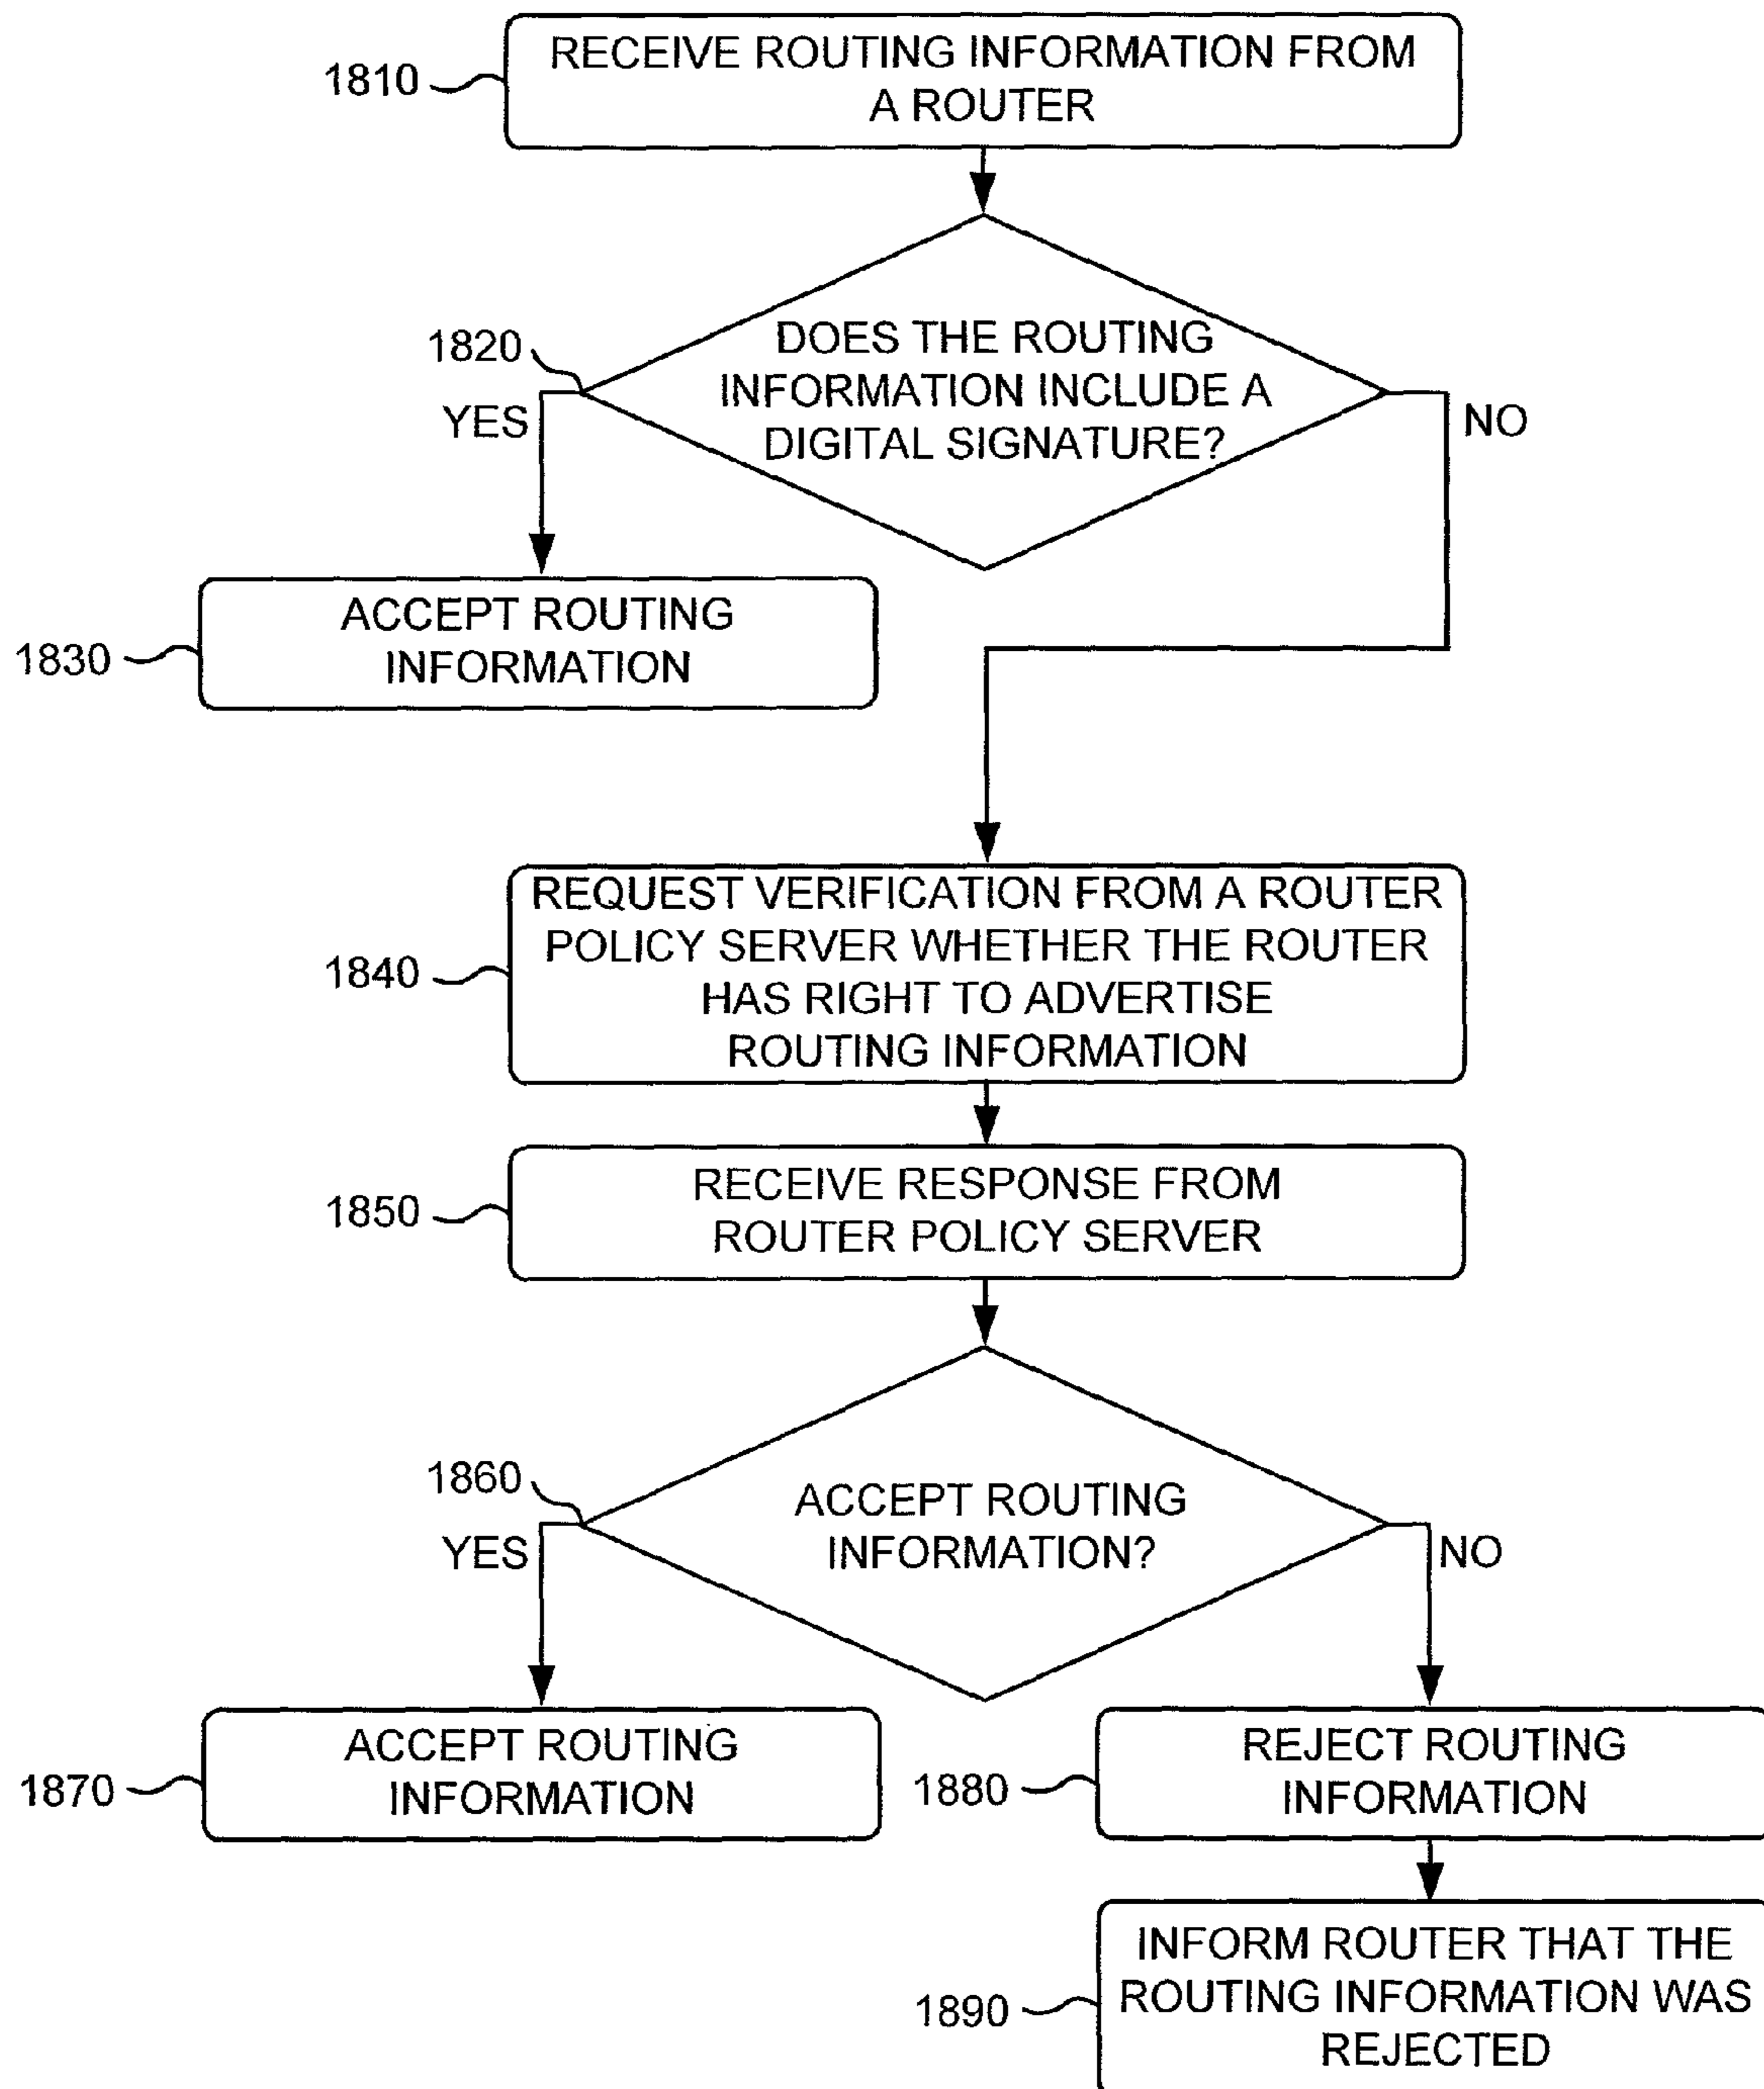 RECEIVE ROUTING INFORMATION FROM
A ROUTER
1810
1820
DOES THE ROUTING
INFORMATION INCLUDE A
DIGITAL SIGNATURE?
YES
NO
ACCEPT ROUTING
INFORMATION
1830
REQUEST VERIFICATION FROM A ROUTER
POLICY SERVER WHETHER THE ROUTER
HAS RIGHT TO ADVERTISE
ROUTING INFORMATION
1840
RECEIVE RESPONSE FROM
ROUTER POLICY SERVER
1850
1860
ACCEPT ROUTING
INFORMATION?
YES
NO
ACCEPT ROUTING
INFORMATION
1870
REJECT ROUTING
INFORMATION
1880
INFORM ROUTER THAT THE
ROUTING INFORMATION WAS
REJECTED
1890